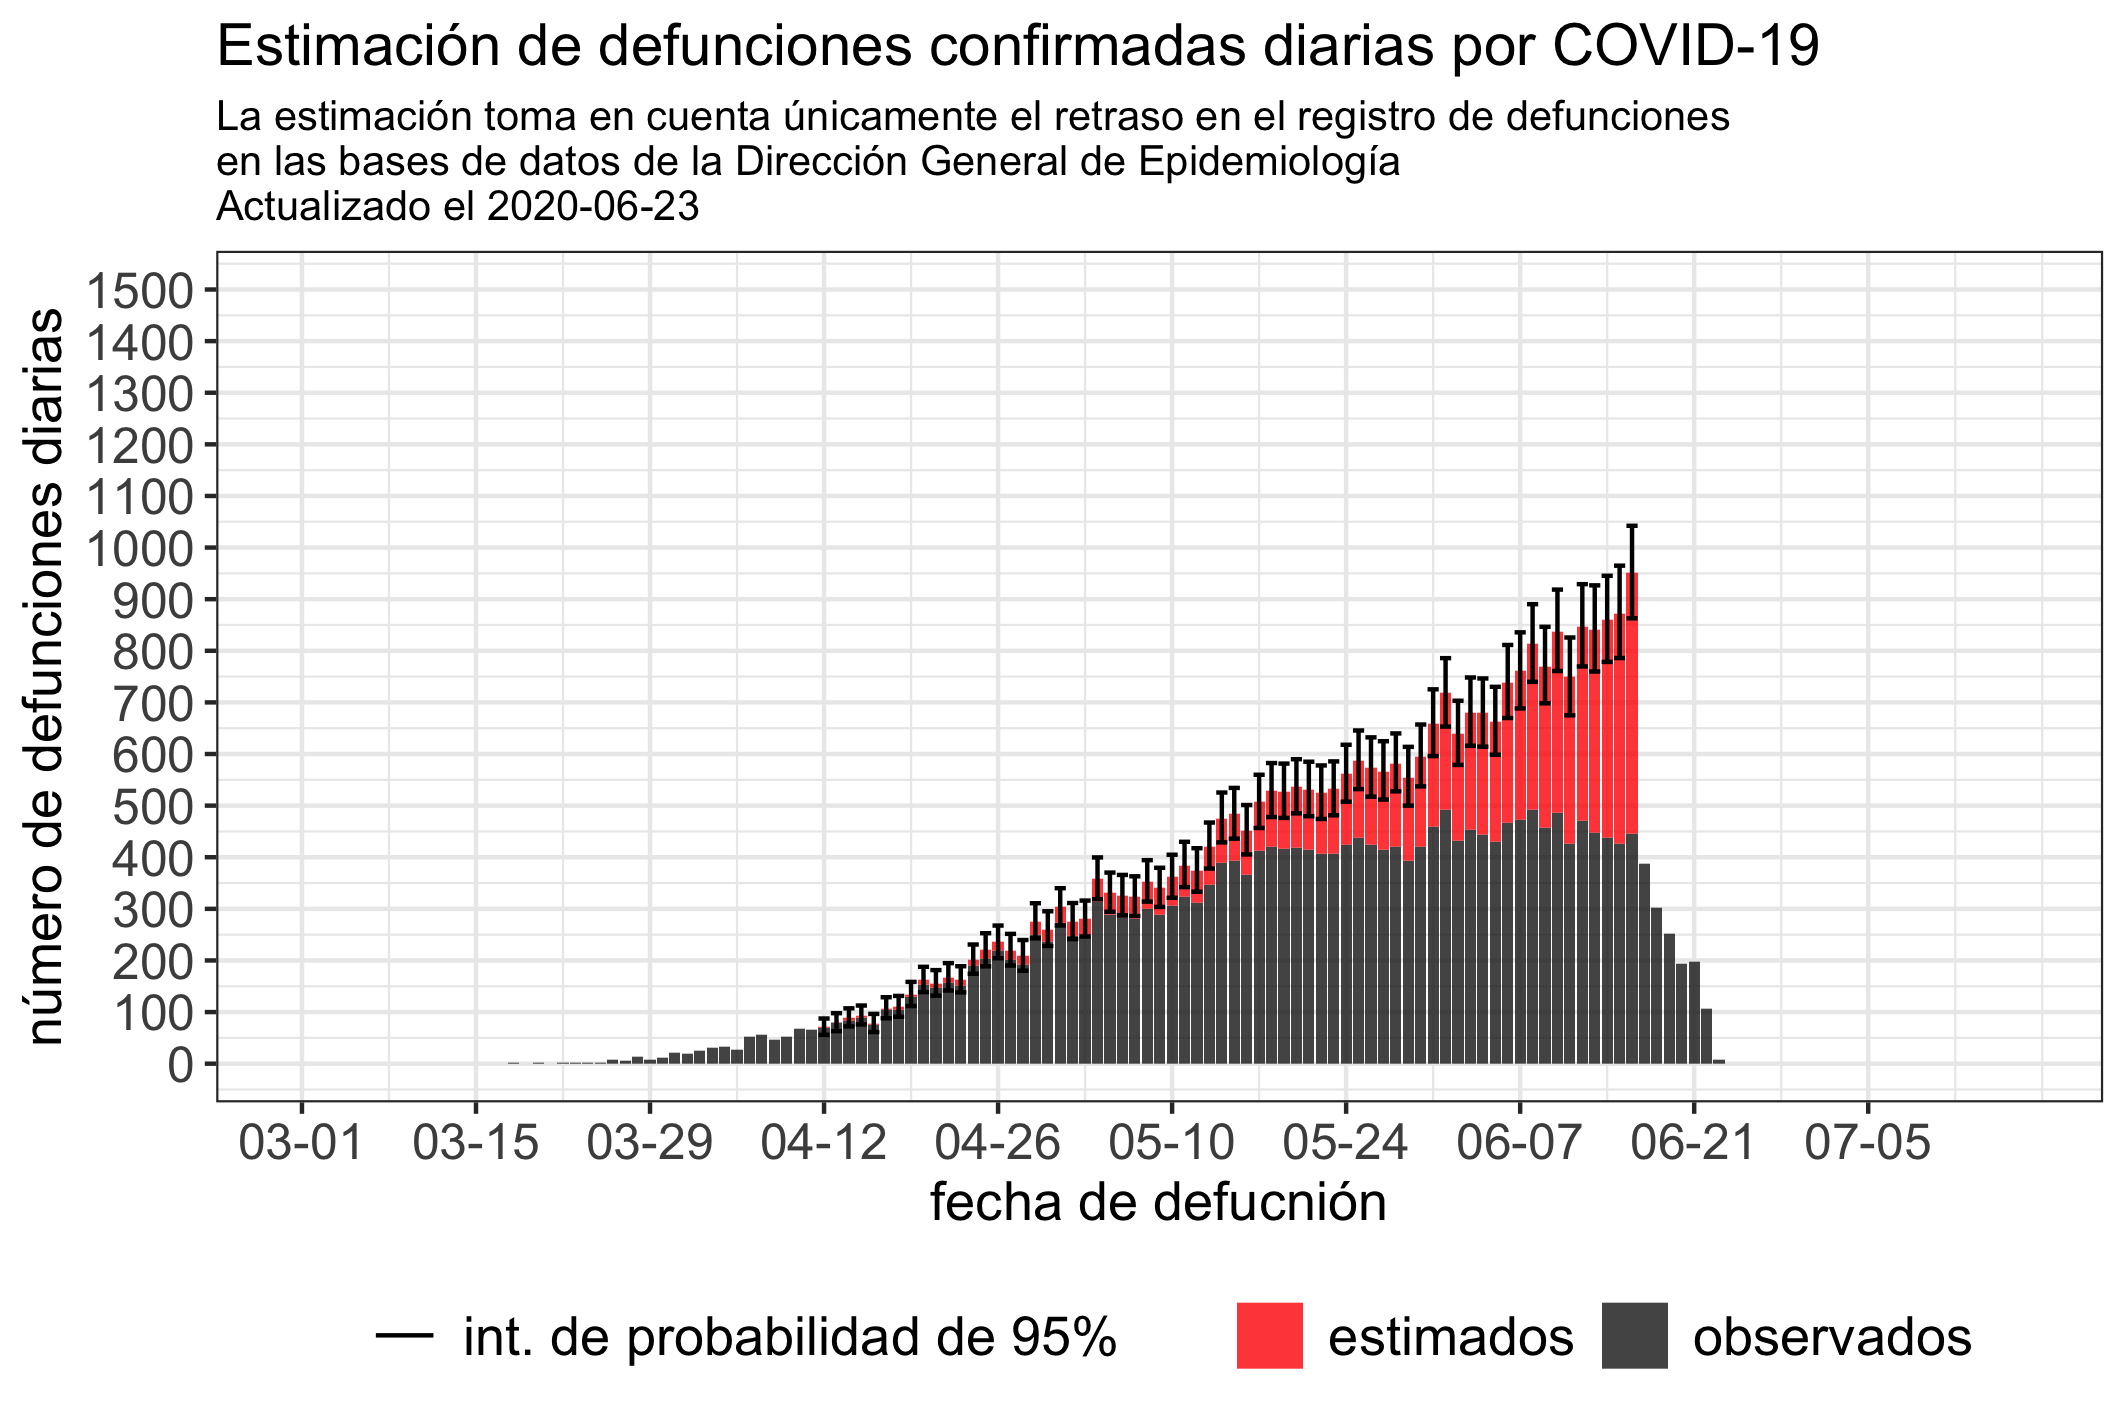 Estimación de defunciones confirmadas diarias por COVID-19
La estimación toma en cuenta únicamente el retraso en el registro de defunciones
en las bases de datos de la Dirección General de Epidemiología
Actualizado el 2020-06-23
número de defunciones diarias
1500
1400
1300
1200
1100
1000
900
800
700
600
500
400
300
200
100
0
03-01 03-15 03-29 04-12 04-26 05-10 05-24 06-07 06-21 07-05
fecha de defucnión
int. de probabilidad de 95% estimados observados